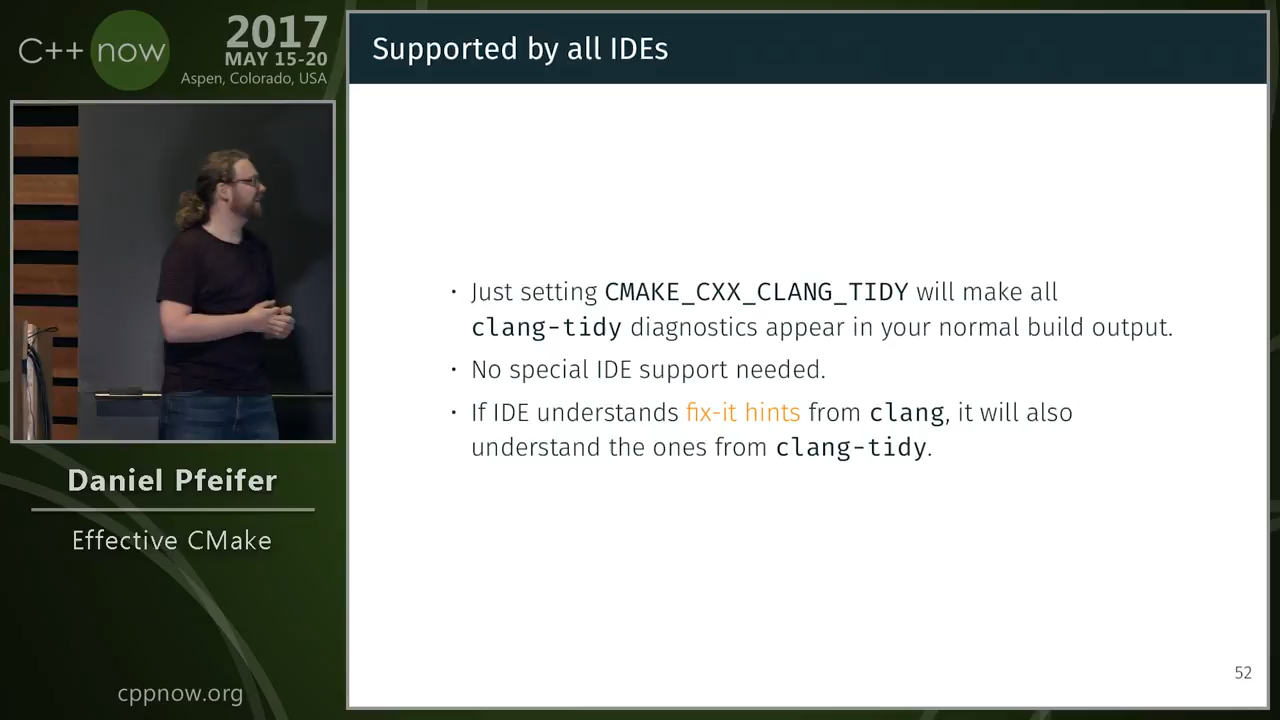 C++ now
2017
MAY 15-20
Aspen, Colorado, USA
Daniel Pfeifer
Effective CMake
cppnow.org
Supported by all IDEs
· Just setting CMAKE_CXX_CLANG_TIDY will make all
clang-tidy diagnostics appear in your normal build output.
· No special IDE support needed.
· If IDE understands fix-it hints from clang, it will also
understand the ones from clang-tidy.
52